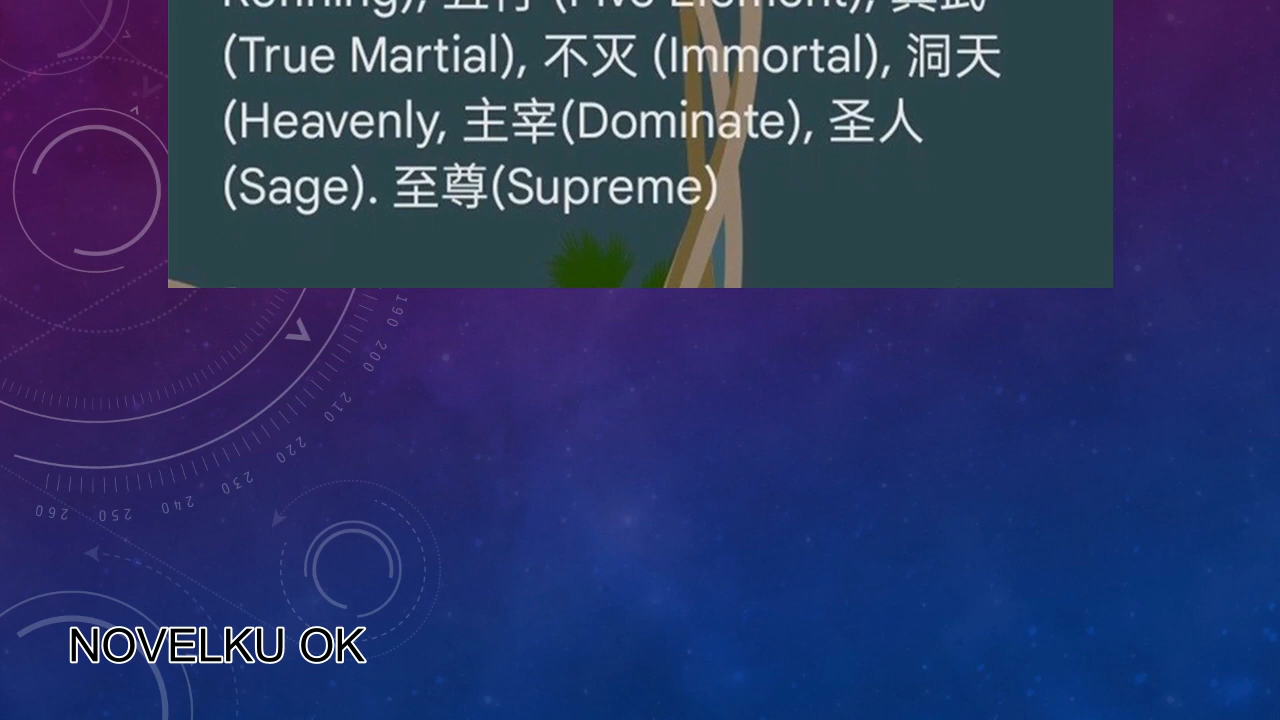 (True Martial), 不灭 (Immortal), 洞天
(Heavenly, 主宰(Dominate), 圣人
(Sage). 至尊(Supreme)
190
200
210
220
230
240
250
260
NOVELKU OK